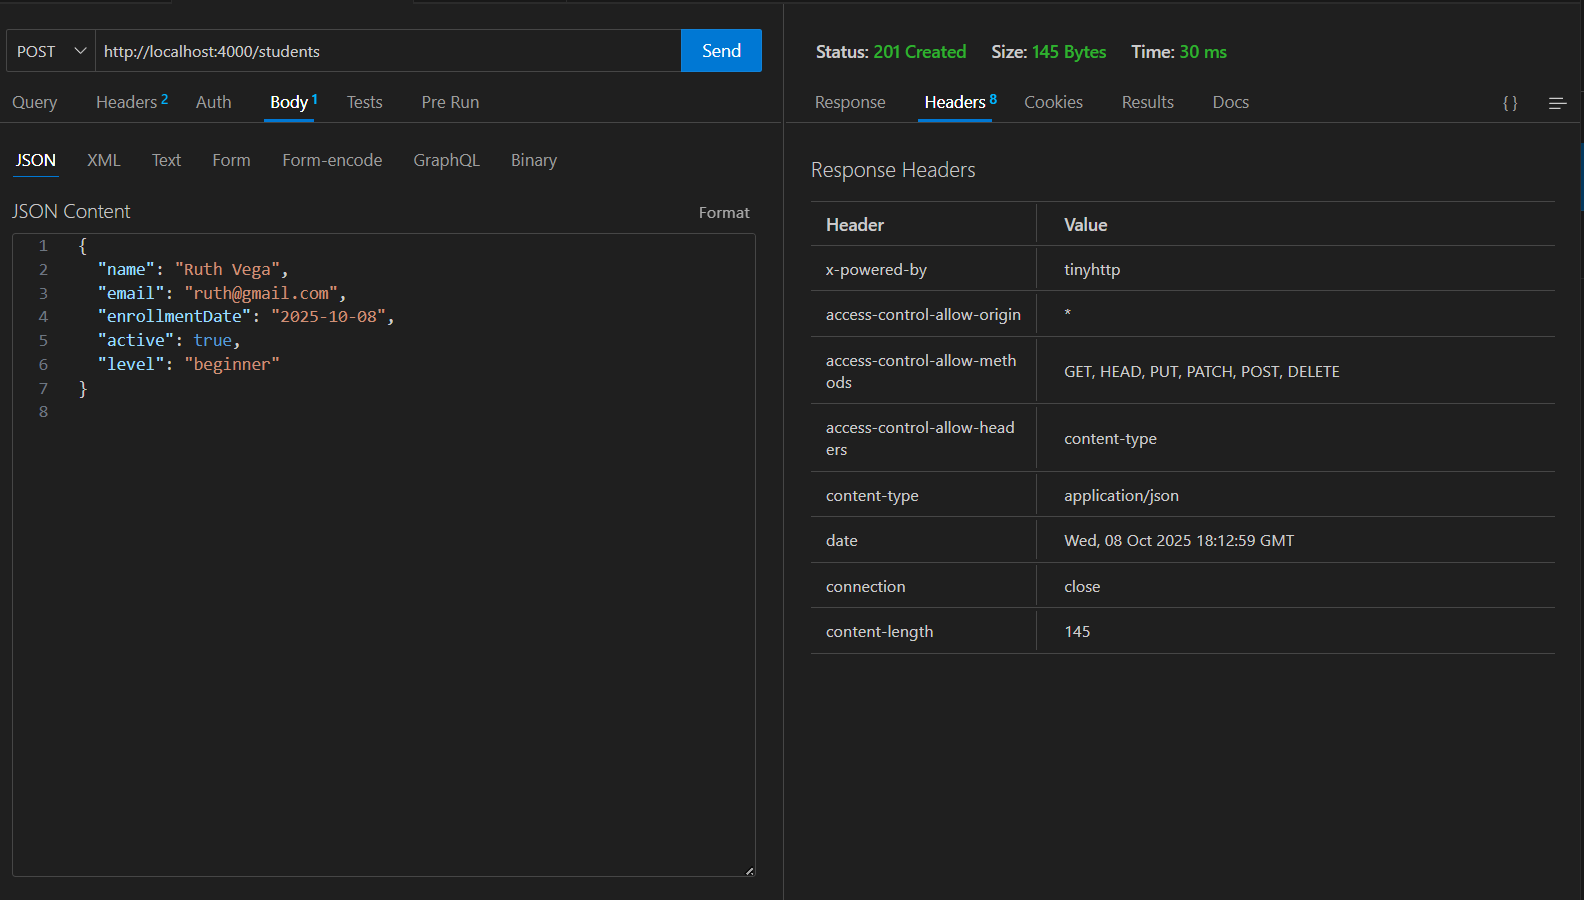 POST http://localhost:4000/students Send
Query Headers 2 Auth Body 1 Tests Pre Run
JSON XML Text Form Form-encode GraphQL Binary
JSON Content Format
1 {
2 "name": "Ruth Vega",
3 "email": "ruth@gmail.com",
4 "enrollmentDate": "2025-10-08",
5 "active": true,
6 "level": "beginner"
7 }
8
Status: 201 Created Size: 145 Bytes Time: 30 ms
Response Headers 8 Cookies Results Docs { }
Response Headers
Header Value
x-powered-by tinyhttp
access-control-allow-origin *
access-control-allow-meth
ods GET, HEAD, PUT, PATCH, POST, DELETE
access-control-allow-head
ers content-type
content-type application/json
date Wed, 08 Oct 2025 18:12:59 GMT
connection close
content-length 145